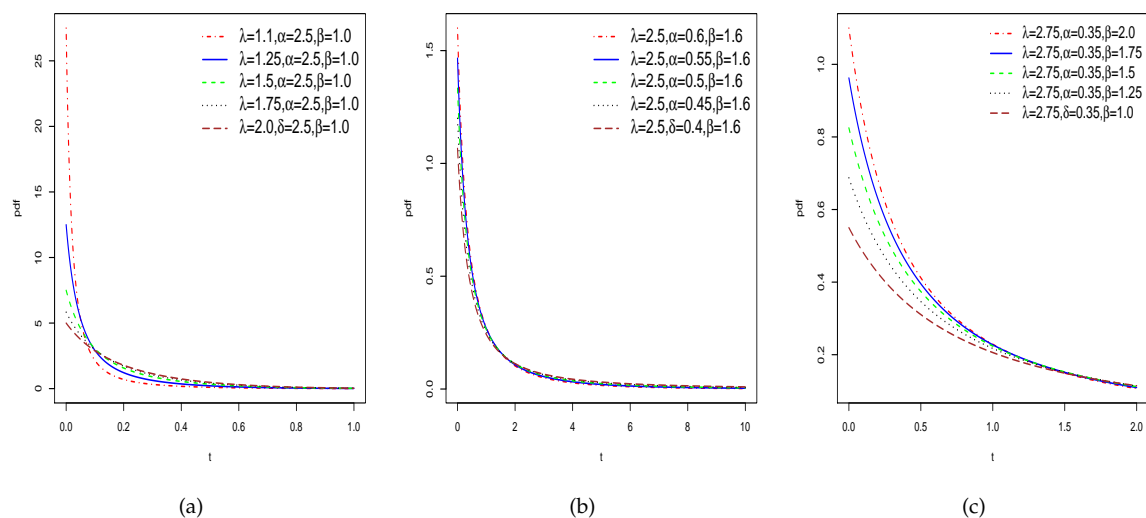 λ=1.1,α=2.5,β=1.0
λ=1.25,α=2.5,β=1.0
λ=1.5,α=2.5,β=1.0
λ=1.75,α=2.5,β=1.0
λ=2.0,δ=2.5,β=1.0
25
20
15
10
5
0
pdf
0.0 0.2 0.4 0.6 0.8 1.0
t
(a)
λ=2.5,α=0.6,β=1.6
λ=2.5,α=0.55,β=1.6
λ=2.5,α=0.5,β=1.6
λ=2.5,α=0.45,β=1.6
λ=2.5,δ=0.4,β=1.6
1.5
1.0
0.5
0.0
pdf
0 2 4 6 8 10
t
(b)
λ=2.75,α=0.35,β=2.0
λ=2.75,α=0.35,β=1.75
λ=2.75,α=0.35,β=1.5
λ=2.75,α=0.35,β=1.25
λ=2.75,δ=0.35,β=1.0
1.0
0.8
0.6
0.4
0.2
pdf
0.0 0.5 1.0 1.5 2.0
t
(c)